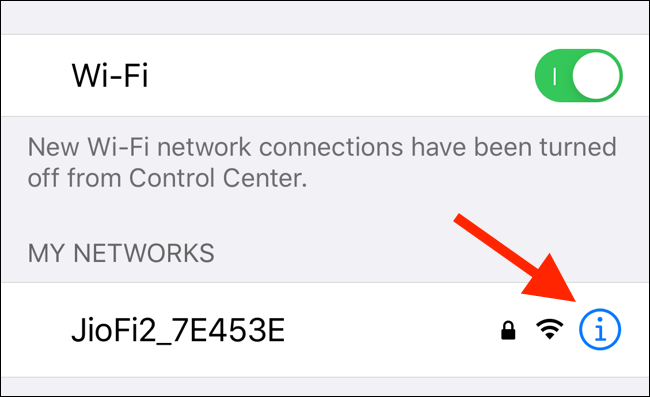 Wi-Fi
New Wi-Fi network connections have been turned
off from Control Center.
MY NETWORKS
JioFi2_7E453E